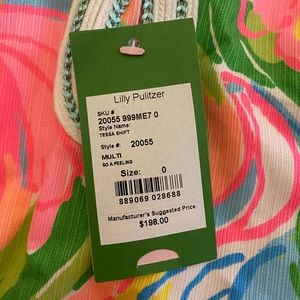 Lilly Pulitzer
SKU #
20055 999ME7 0
Style Name:
TESSA SHIFT
Style #: 20055
MULTI
SO A PEELING
Size: 0
889069 028688
Manufacturer's Suggested Price
$198.00